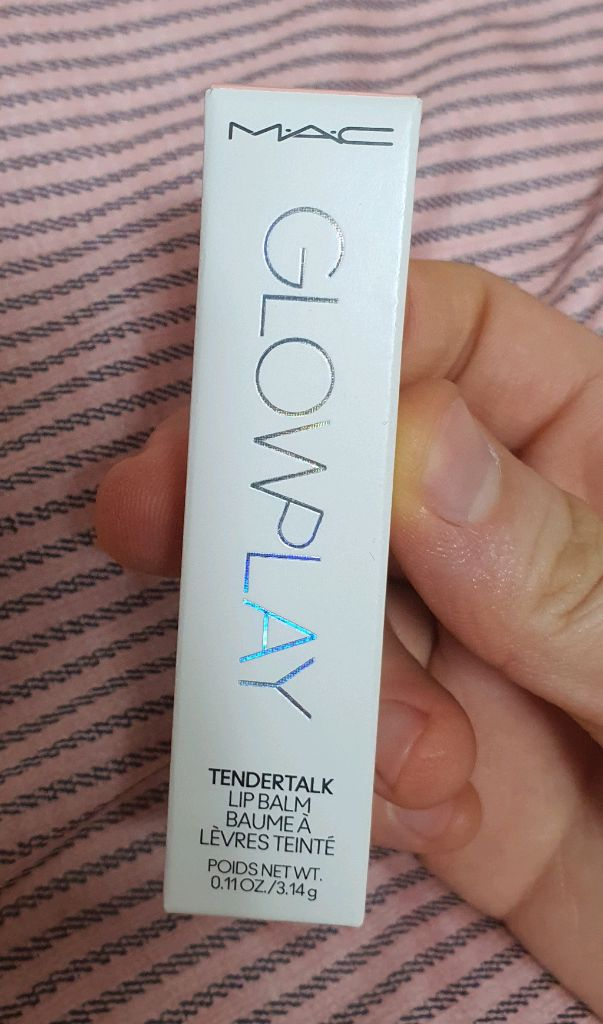 M·A·C
GLOWPLAY
TENDERTALK
LIP BALM
BAUME À
LÈVRES TEINTÉ
POIDS NET WT.
0.11 OZ./3.14 g